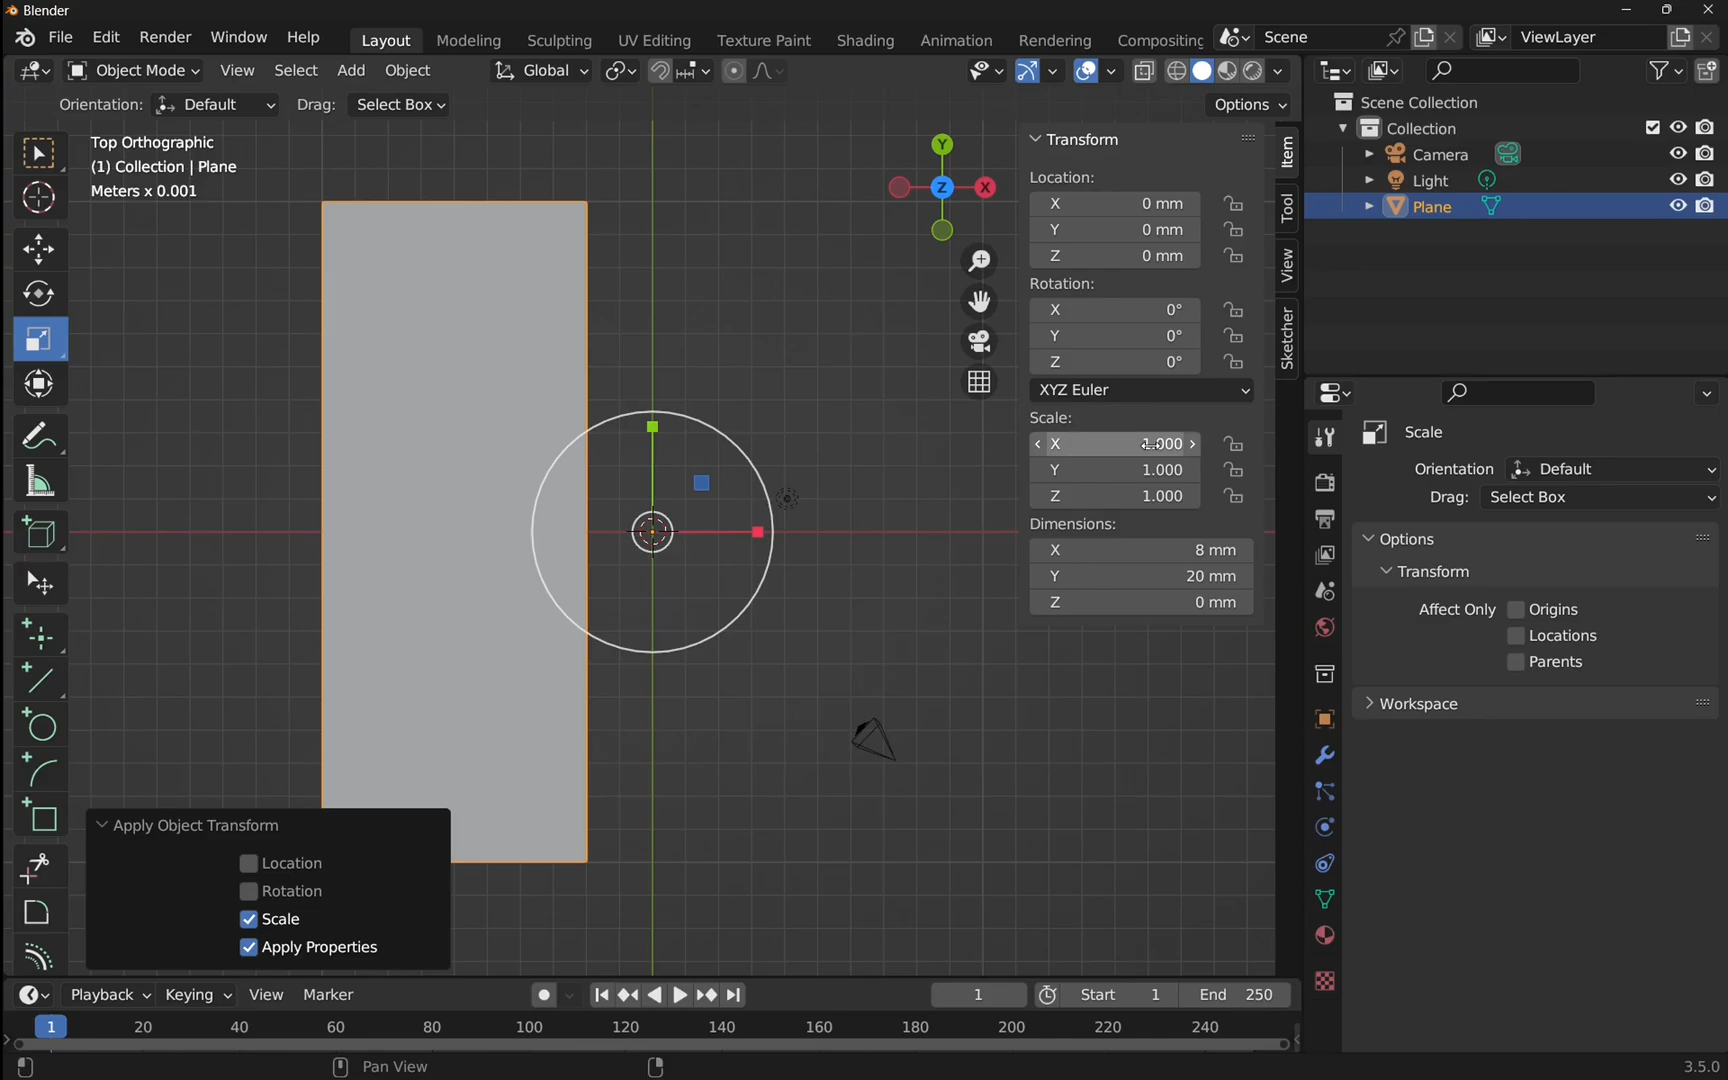 Blender
File Edit Render Window Help Layout Modeling Sculpting UV Editing Texture Paint Shading Animation Rendering Compositing Scene ViewLayer
Object Mode View Select Add Object Global
Orientation: Default Drag: Select Box Options
Top Orthographic
(1) Collection | Plane
Meters x 0.001
Y
Z
X
Transform
Location:
X 0 mm
Y 0 mm
Z 0 mm
Rotation:
X 0°
Y 0°
Z 0°
XYZ Euler
Scale:
X 1.000
Y 1.000
Z 1.000
Dimensions:
X 8 mm
Y 20 mm
Z 0 mm
Item
Tool
View
Sketcher
Scene Collection
Collection
Camera
Light
Plane
Scale
Orientation Default
Drag: Select Box
Options
Transform
Affect Only Origins
Locations
Parents
Workspace
Apply Object Transform
Location
Rotation
Scale
Apply Properties
Playback Keying View Marker 1 Start 1 End 250
1 20 40 60 80 100 120 140 160 180 200 220 240
Pan View 3.5.0